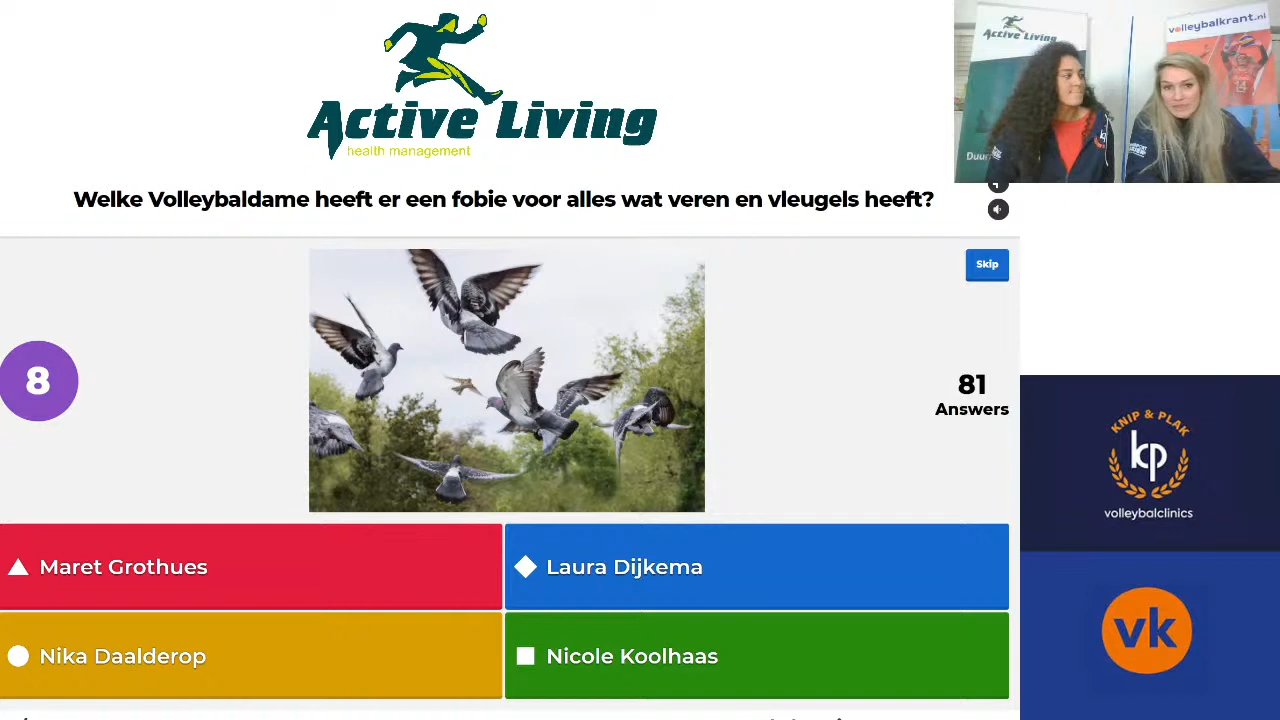 Active Living
health management
Active Living
volleybalkrant.nl
14
Welke Volleybaldame heeft er een fobie voor alles wat veren en vleugels heeft?
Skip
8
81
Answers
KNIP & PLAK
kp
volleybalclinics
Maret Grothues
Laura Dijkema
Nika Daalderop
Nicole Koolhaas
vk